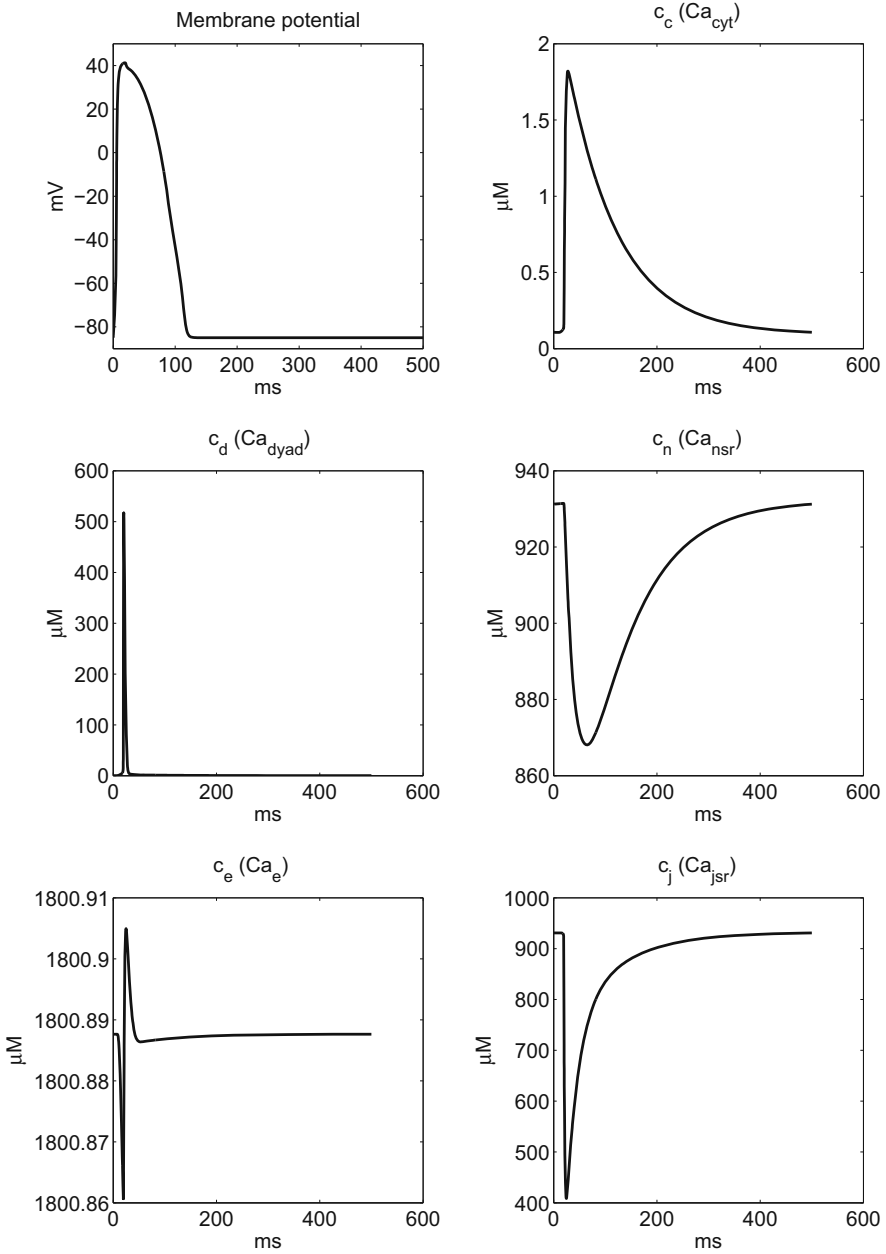 Membrane potential
40
20
0
−20
−40
−60
−80
mV
0 100 200 300 400 500
ms
c_c (Ca_cyt)
2
1.5
1
0.5
0
μM
0 200 400 600
ms
c_d (Ca_dyad)
600
500
400
300
200
100
0
μM
0 200 400 600
ms
c_n (Ca_nsr)
940
920
900
880
860
μM
0 200 400 600
ms
c_e (Ca_e)
1800.91
1800.9
1800.89
1800.88
1800.87
1800.86
μM
0 200 400 600
ms
c_j (Ca_jsr)
1000
900
800
700
600
500
400
μM
0 200 400 600
ms